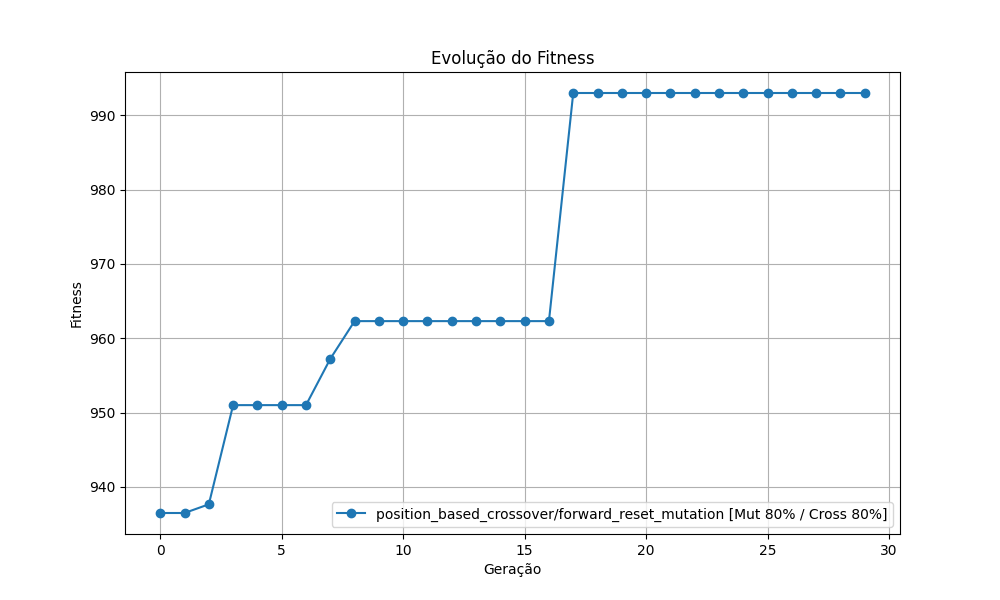 Evolução do Fitness
Fitness
990
980
970
960
950
940
position_based_crossover/forward_reset_mutation [Mut 80% / Cross 80%]
0 5 10 15 20 25 30
Geração